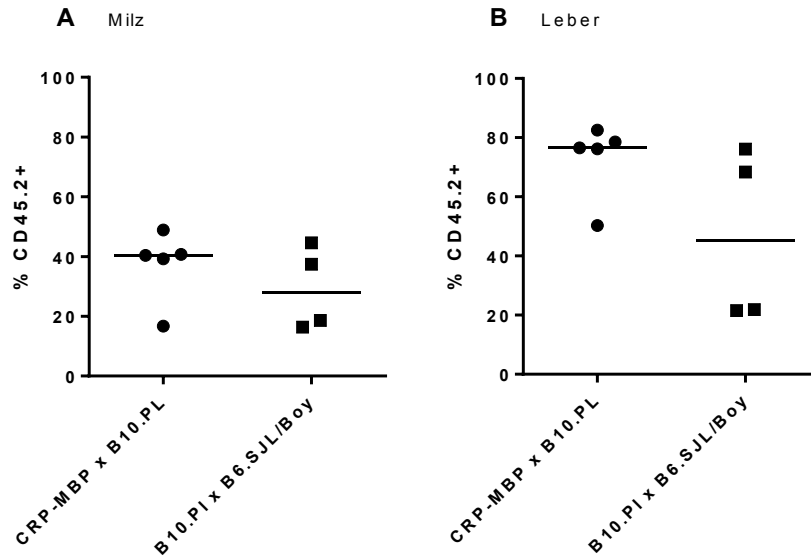 A Milz
% CD45.2+
100
80
60
40
20
0
CRP-MBP x B10.PL
B10.Pl x B6.SJL/Boy
B Leber
% CD45.2+
100
80
60
40
20
0
CRP-MBP x B10.PL
B10.Pl x B6.SJL/Boy